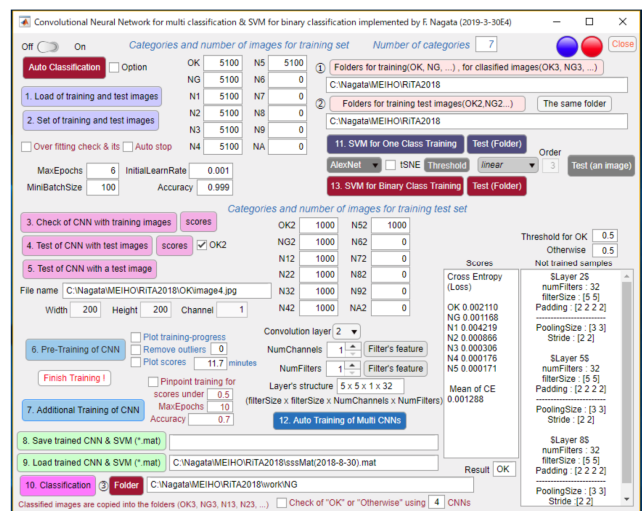 Convolutional Neural Network for multi classification & SVM for binary classification implemented by F. Nagata (2019-3-30E4)
Off On Categories and number of images for training set Number of categories 7 Close
Auto Classification Option
OK 5100 N5 5100
NG 5100 N6 0
N1 5100 N7 0
N2 5100 N8 0
N3 5100 N9 0
N4 5100 NA 0
1. Load of training and test images
2. Set of training and test images
Over fitting check & its Auto stop
MaxEpochs 6 InitialLearnRate 0.001
MiniBatchSize 100 Accuracy 0.999
① Folders for training(OK, NG, ...) , for clasified images(OK3, NG3, ...)
C:\Nagata\MEIHO\RiTA2018
② Folders for training test images(OK2,NG2...) The same folder
C:\Nagata\MEIHO\RiTA2018
11. SVM for One Class Training Test (Folder)
AlexNet tSNE Threshold linear Order 3 Test (an image)
13. SVM for Binary Class Training Test (Folder)
Categories and number of images for training test set
3. Check of CNN with training images scores
4. Test of CNN with test images scores OK2
5. Test of CNN with a test image
OK2 1000 N52 1000
NG2 1000 N62 0
N12 1000 N72 0
N22 1000 N82 0
N32 1000 N92 0
N42 1000 NA2 0
File name C:\Nagata\MEIHO\RiTA2018\OK\image4.jpg
Width 200 Height 200 Channel 1
Threshold for OK 0.5
Otherwise 0.5
Scores
Cross Entropy
(Loss)
OK 0.002110
NG 0.001168
N1 0.004219
N2 0.000866
N3 0.000306
N4 0.000176
N5 0.000171
Mean of CE
0.001288
Result OK
Not trained samples
$Layer 2$
numFilters : 32
filterSize : [5 5]
Padding : [2 2 2 2]
-------------------------
PoolingSize : [3 3]
Stride : [2 2]
$Layer 5$
numFilters : 32
filterSize : [5 5]
Padding : [2 2 2 2]
-------------------------
PoolingSize : [3 3]
Stride : [2 2]
$Layer 8$
numFilters : 32
filterSize : [5 5]
Padding : [2 2 2 2]
-------------------------
PoolingSize : [3 3]
Stride : [2 2]
6. Pre-Training of CNN
Plot training-progress
Remove outliers 0
Plot scores 11.7 minutes
Finish Training !
7. Additional Training of CNN
Pinpoint training for
scores under 0.5
MaxEpochs 10
Accuracy 0.7
Convolution layer 2
NumChannels 1 Filter's feature
NumFilters 1 Filter's feature
Layer's structure 5 x 5 x 1 x 32
(filterSize x filterSize x NumChannels x NumFilters)
12. Auto Training of Multi CNNs
8. Save trained CNN & SVM (*.mat)
9. Load trained CNN & SVM (*.mat) C:\Nagata\MEIHO\RiTA2018\sssMat(2018-8-30).mat
10. Classification ③ Folder C:\Nagata\MEIHO\RiTA2018\work\NG
Classified images are copied into the folders (OK3, NG3, N13, N23, ...) Check of "OK" or "Otherwise" using 4 CNNs